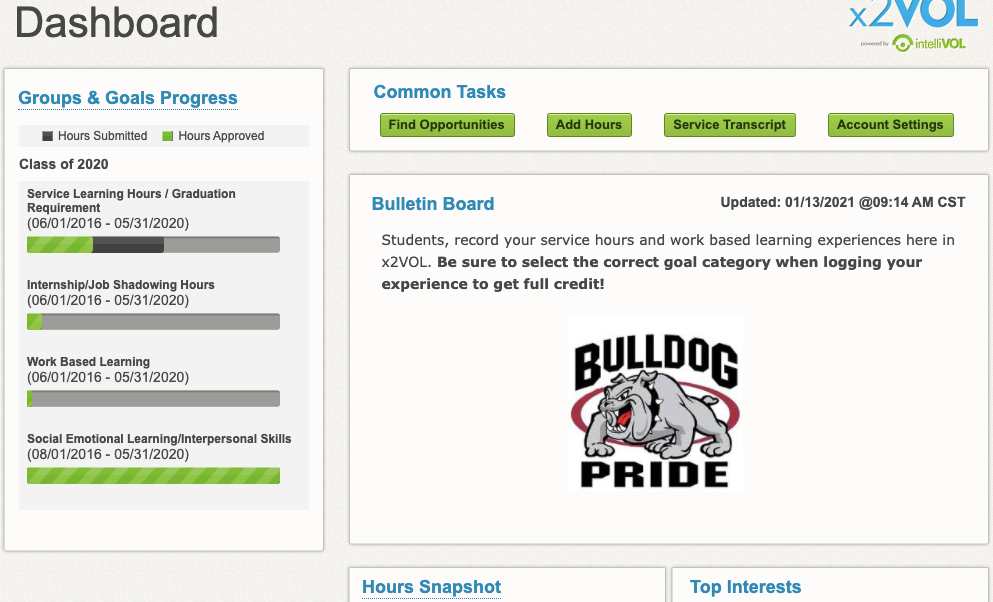 Dashboard
x2VOL
powered by intelliVOL
Groups & Goals Progress
Hours Submitted Hours Approved
Class of 2020
Service Learning Hours / Graduation
Requirement
(06/01/2016 - 05/31/2020)
Internship/Job Shadowing Hours
(06/01/2016 - 05/31/2020)
Work Based Learning
(06/01/2016 - 05/31/2020)
Social Emotional Learning/Interpersonal Skills
(08/01/2016 - 05/31/2020)
Common Tasks
Find Opportunities Add Hours Service Transcript Account Settings
Bulletin Board Updated: 01/13/2021 @09:14 AM CST
Students, record your service hours and work based learning experiences here in
x2VOL. Be sure to select the correct goal category when logging your
experience to get full credit!
BULLDOG
PRIDE
Hours Snapshot
Top Interests